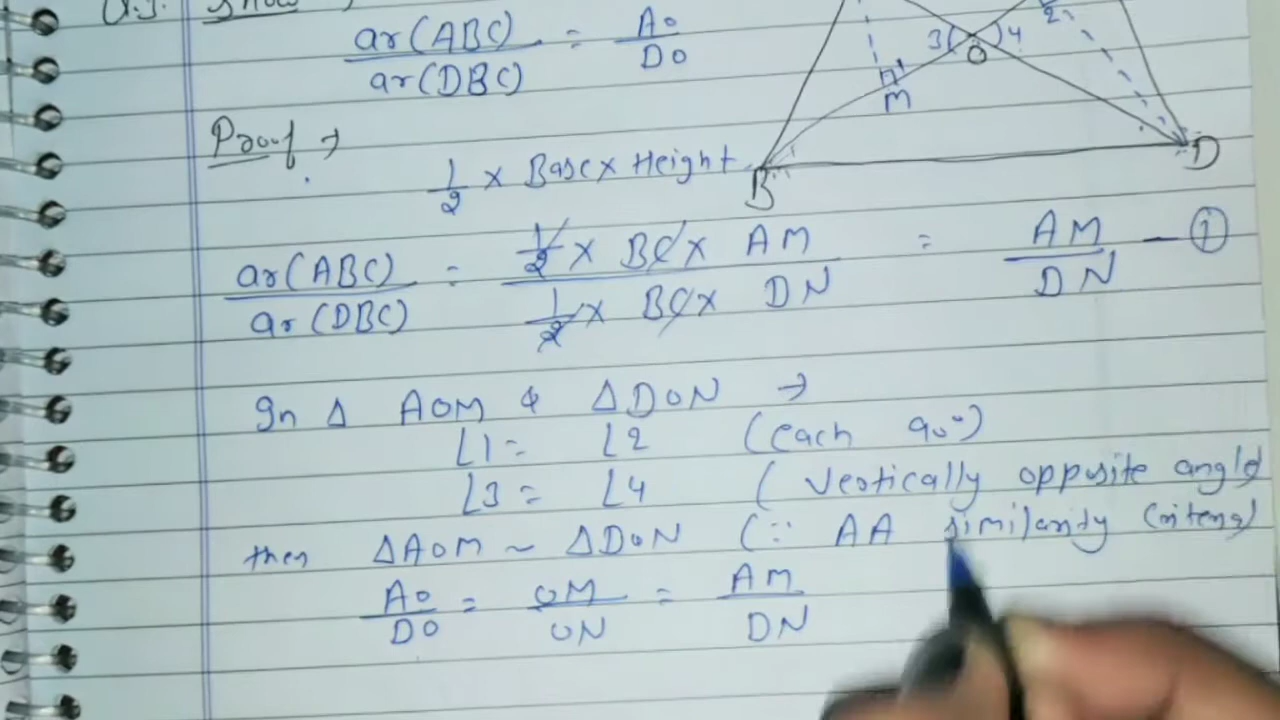 ar(ABC) = AO
ar(DBC) DO
3 4 2
O
M
Proof →
D
1/2 × Base × Height
B
ar(ABC) = 1/2 × BC × AM = AM — ①
ar(DBC) 1/2 × BC × DN DN
In Δ AOM & ΔDON →
∠1 = ∠2 (each 90°)
∠3 = ∠4 (vertically opposite angle)
then ΔAOM ~ ΔDON (∵ AA similarity
AO = OM = AM
DO ON DN